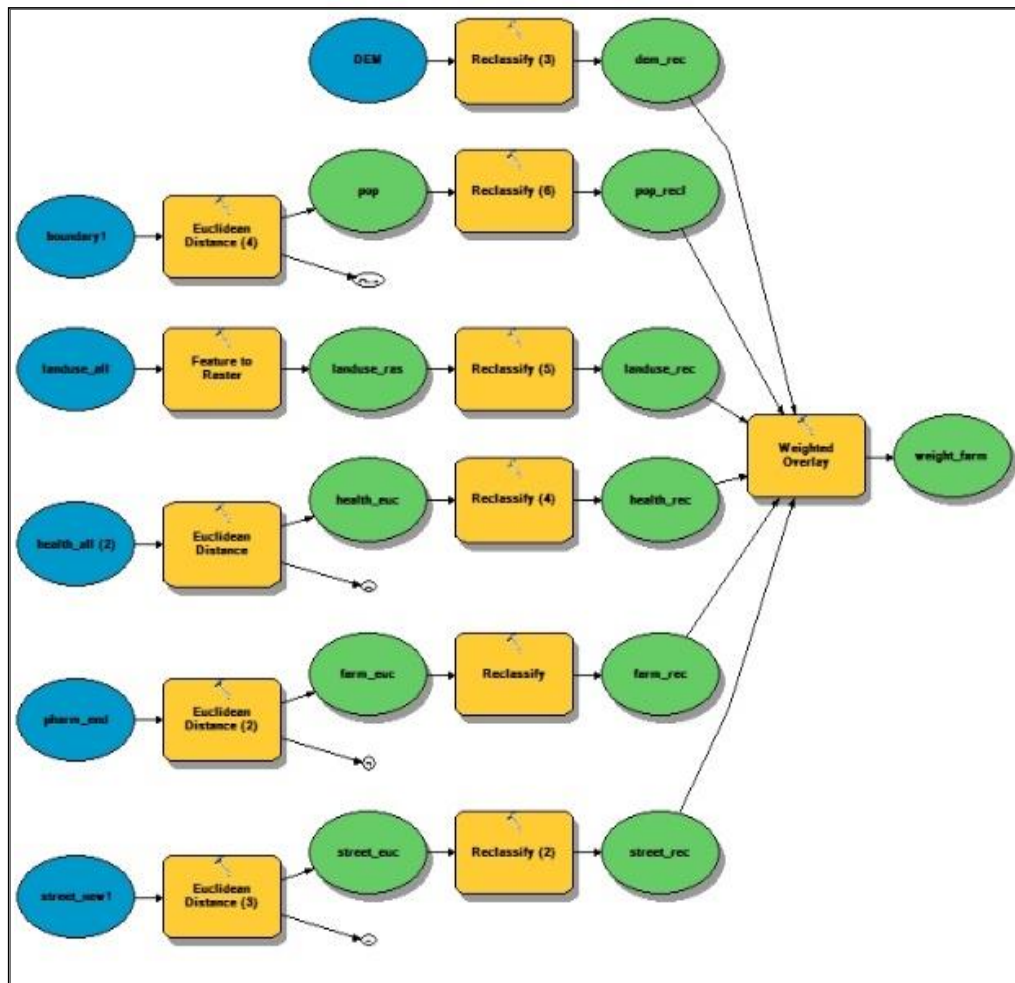 DEM
Reclassify (3)
dem_rec
pop
Reclassify (6)
pop_recl
boundary1
Euclidean
Distance (4)
landuse_all
Feature to
Raster
landuse_ras
Reclassify (5)
landuse_rec
Weighted
Overlay
weight_farm
health_euc
Reclassify (4)
health_rec
health_all (2)
Euclidean
Distance
farm_euc
Reclassify
farm_rec
Euclidean
Distance (2)
street_euc
Reclassify (2)
street_rec
street_new1
Euclidean
Distance (3)